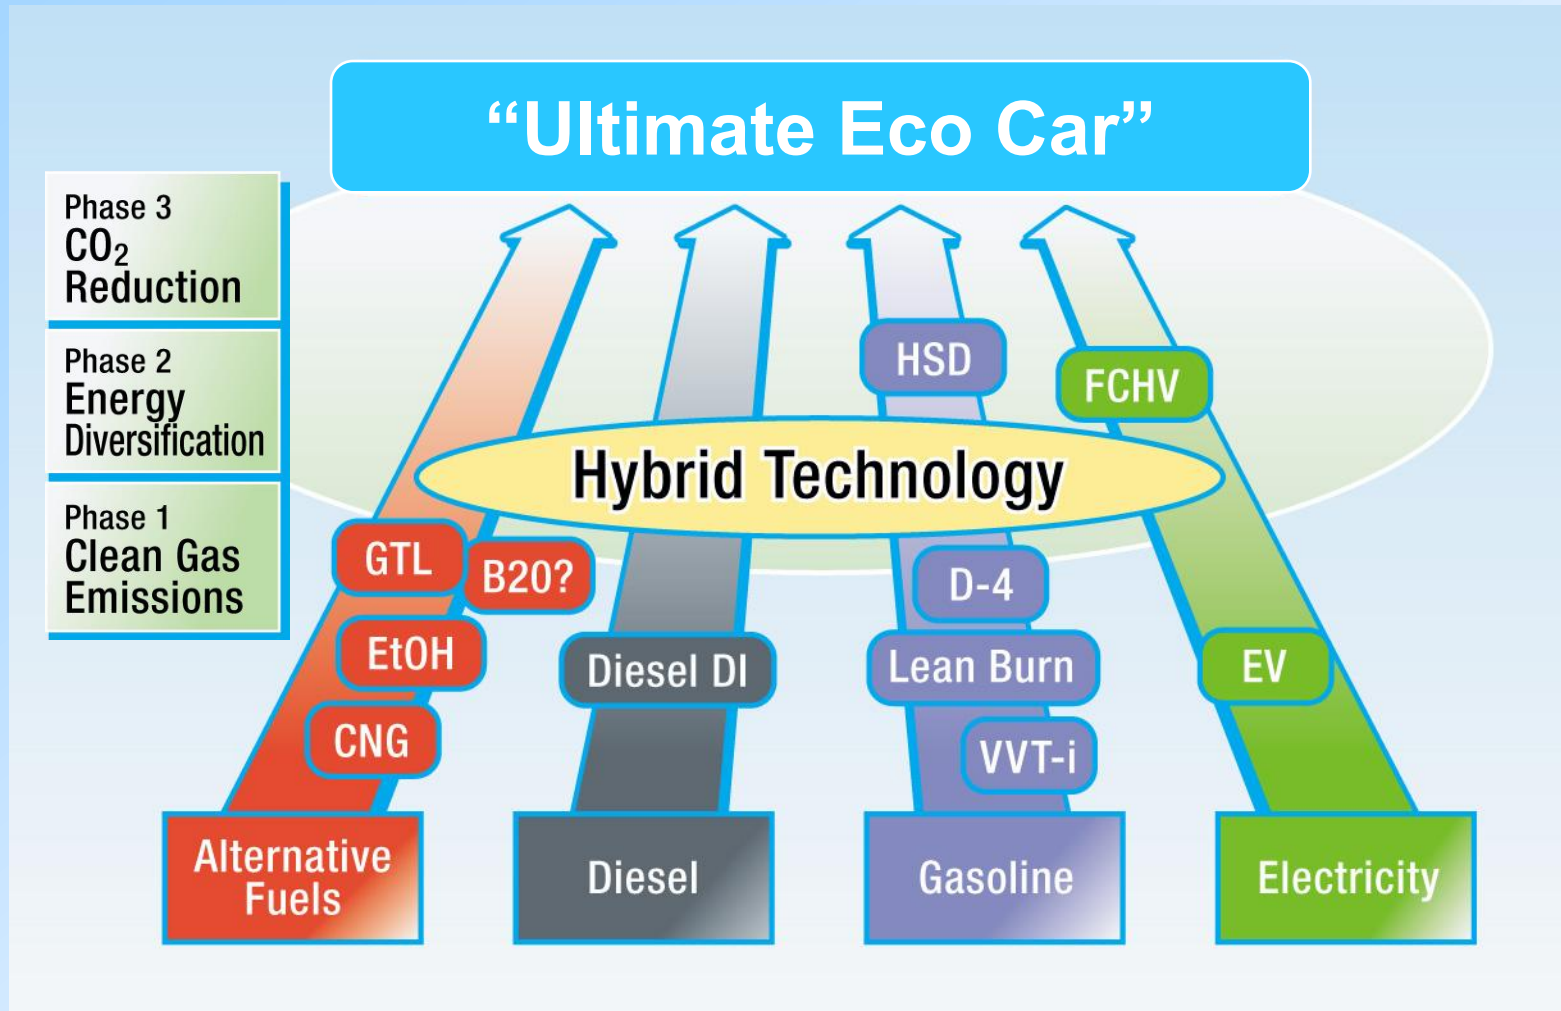 “Ultimate Eco Car”
Phase 3
CO₂
Reduction
Phase 2
Energy
Diversification
Phase 1
Clean Gas
Emissions
HSD
FCHV
Hybrid Technology
GTL
B20?
D-4
EtOH
Diesel DI
Lean Burn
EV
CNG
VVT-i
Alternative
Fuels
Diesel
Gasoline
Electricity